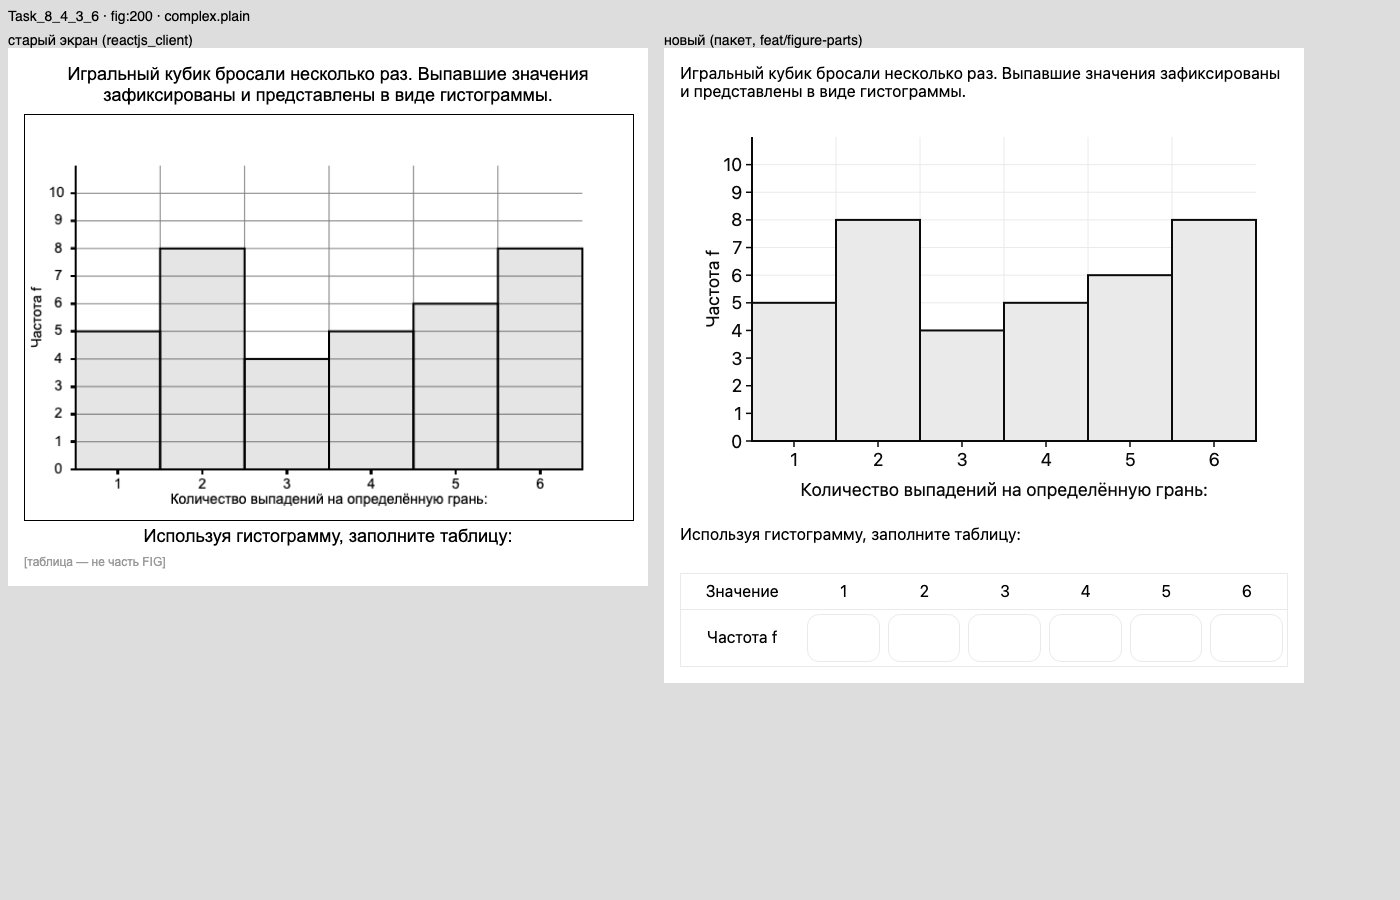 Task_8_4_3_6 · fig:200 · complex.plain
старый экран (reactjs_client)
Игральный кубик бросали несколько раз. Выпавшие значения
зафиксированы и представлены в виде гистограммы.
10
9
8
7
6
5
4
3
2
1
0
Частота f
1 2 3 4 5 6
Количество выпадений на определённую грань:
Используя гистограмму, заполните таблицу:
[таблица — не часть FIG]
новый (пакет, feat/figure-parts)
Игральный кубик бросали несколько раз. Выпавшие значения зафиксированы
и представлены в виде гистограммы.
10
9
8
7
6
5
4
3
2
1
0
Частота f
1 2 3 4 5 6
Количество выпадений на определённую грань:
Используя гистограмму, заполните таблицу:
Значение 1 2 3 4 5 6
Частота f